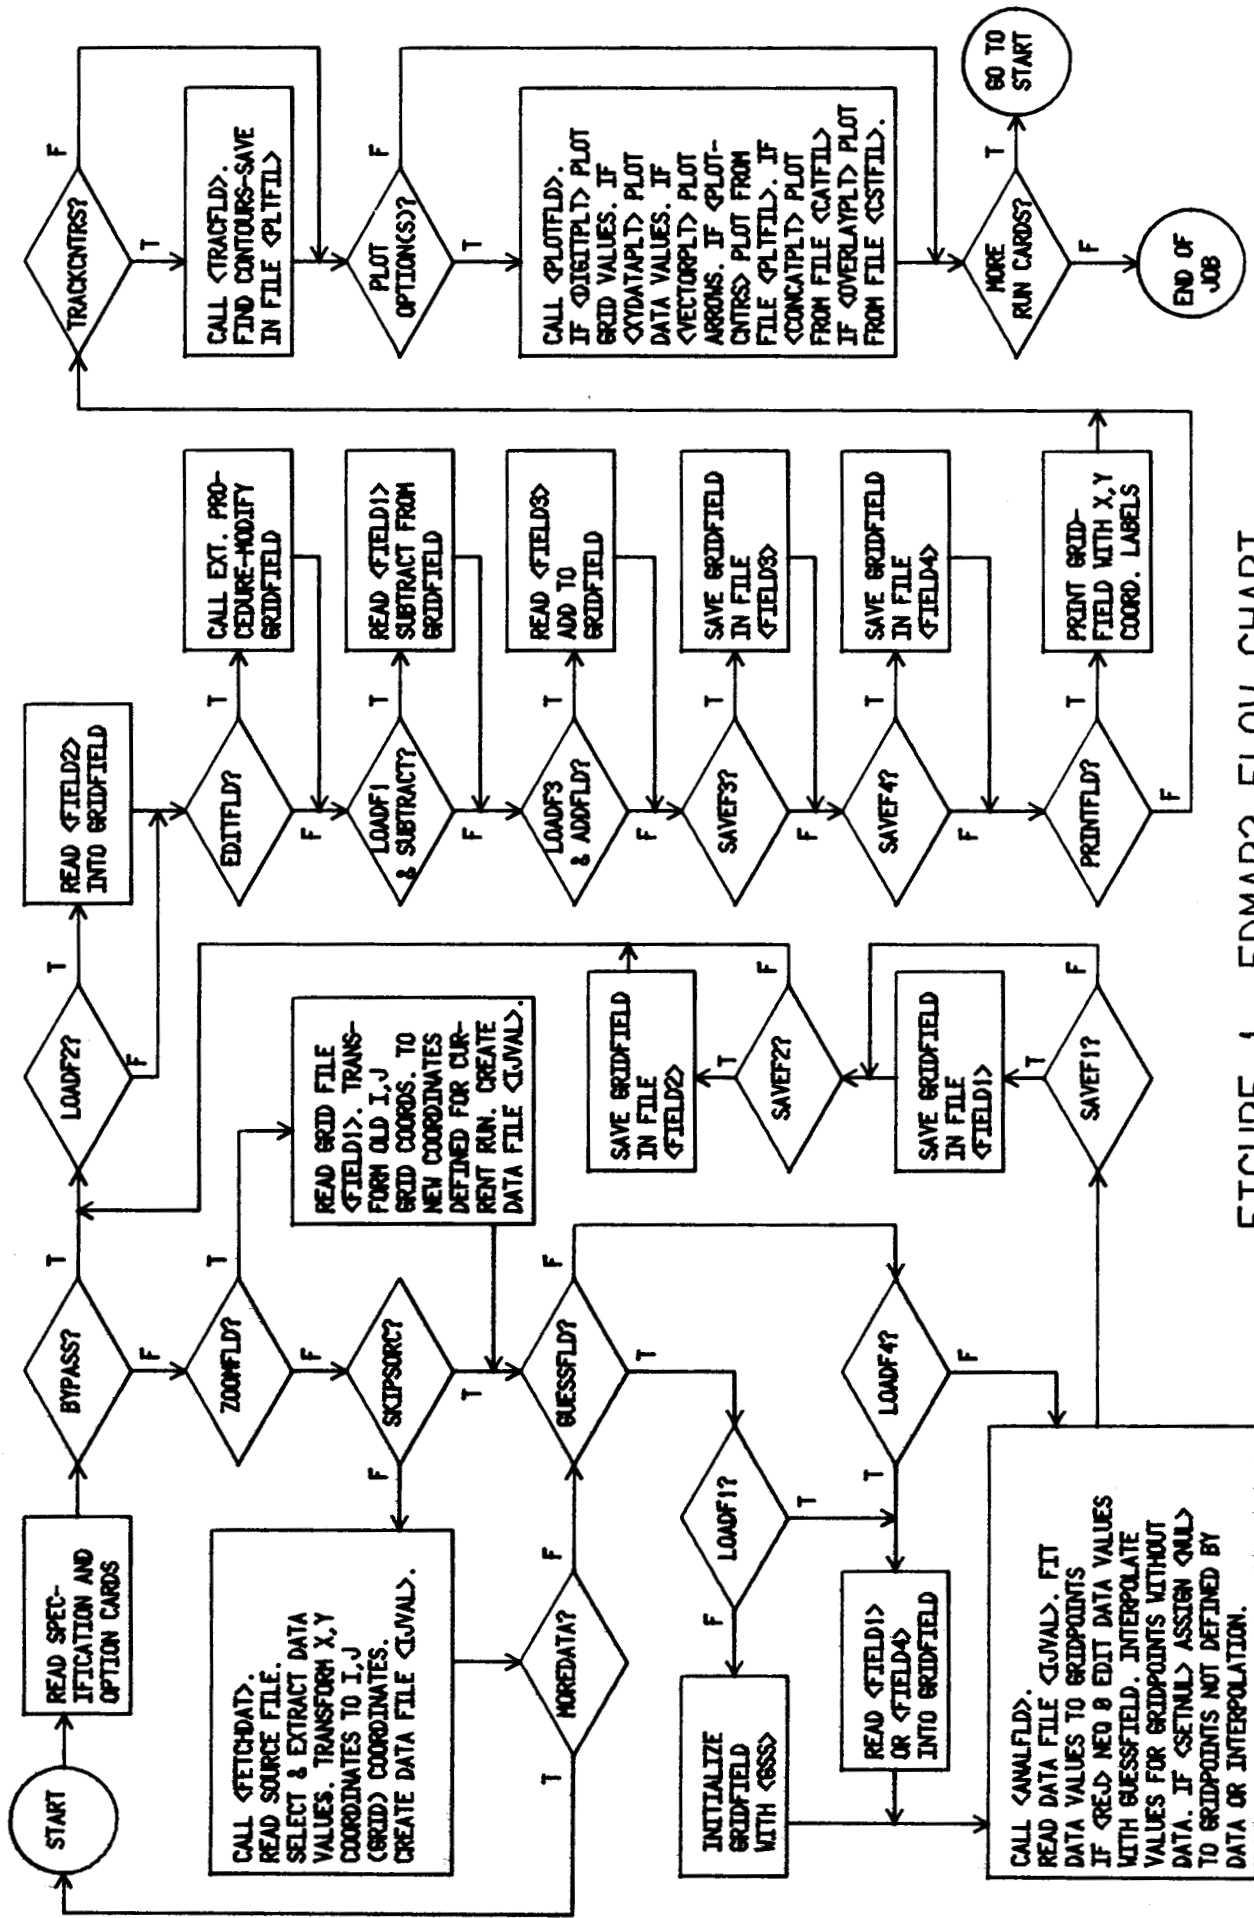 START
READ SPEC-
IFICATION AND
OPTION CARDS
BYPASS?
T
F
LOADF2?
T
F
READ <FIELD2>
INTO GRIDFIELD
ZOOMFLD?
T
F
READ GRID FILE
<FIELD1>. TRANS-
FORM OLD I,J
GRID COORDS. TO
NEW COORDINATES
DEFINED FOR CUR-
RENT RUN. CREATE
DATA FILE <IJVAL>.
SKIPSORC?
F
T
CALL <FETCHDAT>.
READ SOURCE FILE.
SELECT & EXTRACT DATA
VALUES. TRANSFORM X,Y
COORDINATES TO I,J
(GRID) COORDINATES.
CREATE DATA FILE <IJVAL>.
MOREDATA?
T
F
GUESSFLD?
F
T
LOADF1?
F
T
LOADF4?
T
F
INITIALIZE
GRIDFIELD
WITH <GSS>
READ <FIELD1>
OR <FIELD4>
INTO GRIDFIELD
CALL <ANALFLD>.
READ DATA FILE <IJVAL>. FIT
DATA VALUES TO GRIDPOINTS
IF <REJ> NEQ 0 EDIT DATA VALUES
WITH GUESSFIELD. INTERPOLATE
VALUES FOR GRIDPOINTS WITHOUT
DATA. IF <SETNUL> ASSIGN <NUL>
TO GRIDPOINTS NOT DEFINED BY
DATA OR INTERPOLATION.
SAVEF1?
T
F
SAVE GRIDFIELD
IN FILE
<FIELD1>
SAVEF2?
T
F
SAVE GRIDFIELD
IN FILE
<FIELD2>
EDITFLD?
T
F
CALL EXT. PRO-
CEDURE-MODIFY
GRIDFIELD
LOADF1
& SUBTRACT?
T
F
READ <FIELD1>
SUBTRACT FROM
GRIDFIELD
LOADF3
& ADDFLD?
T
F
READ <FIELD3>
ADD TO
GRIDFIELD
SAVEF3?
T
F
SAVE GRIDFIELD
IN FILE
<FIELD3>
SAVEF4?
T
F
SAVE GRIDFIELD
IN FILE
<FIELD4>
PRINTFLD?
T
F
PRINT GRID-
FIELD WITH X,Y
COORD. LABELS
TRACKCNTRS?
F
T
CALL <TRACFLD>.
FIND CONTOURS-SAVE
IN FILE <PLTFIL>
PLOT
OPTION(S)?
F
T
CALL <PLOTFLD>.
IF <DIGITPLT> PLOT
GRID VALUES. IF
<XYDATAPLT> PLOT
DATA VALUES. IF
<VECTORPLT> PLOT
ARROWS. IF <PLOT-
CNTRS> PLOT FROM
FILE <PLTFIL>. IF
<CONCATPLT> PLOT
FROM FILE <CATFIL>
IF <OVERLAYPLT> PLOT
FROM FILE <CSTFIL>.
MORE
RUN CARDS?
T
F
GO TO
START
END OF
JOB
FIGURE 1. EDMAP2 FLOW CHART